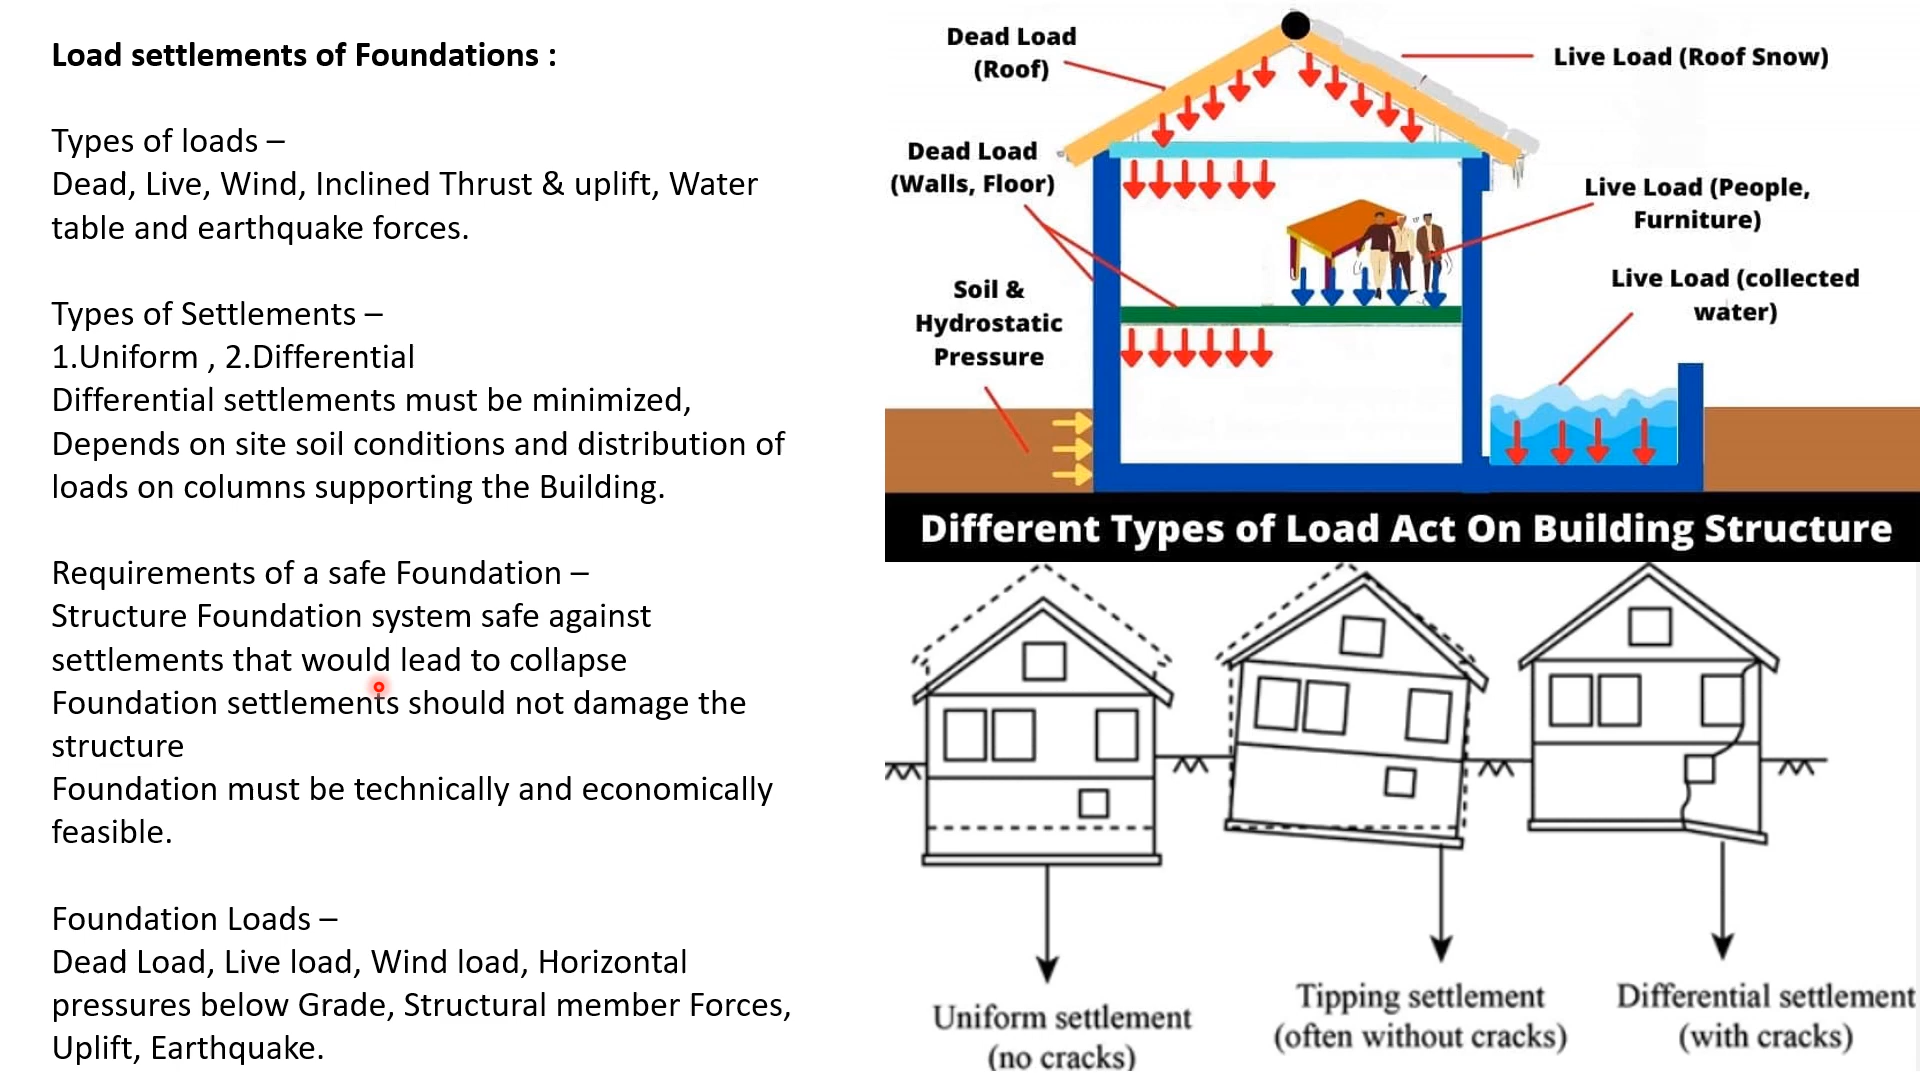 Load settlements of Foundations :
Types of loads –
Dead, Live, Wind, Inclined Thrust & uplift, Water
table and earthquake forces.
Types of Settlements –
1.Uniform , 2.Differential
Differential settlements must be minimized,
Depends on site soil conditions and distribution of
loads on columns supporting the Building.
Requirements of a safe Foundation –
Structure Foundation system safe against
settlements that would lead to collapse
Foundation settlements should not damage the
structure
Foundation must be technically and economically
feasible.
Foundation Loads –
Dead Load, Live load, Wind load, Horizontal
pressures below Grade, Structural member Forces,
Uplift, Earthquake.
Dead Load
(Roof)
Live Load (Roof Snow)
Dead Load
(Walls, Floor)
Live Load (People,
Furniture)
Soil &
Hydrostatic
Pressure
Live Load (collected
water)
Different Types of Load Act On Building Structure
Uniform settlement
(no cracks)
Tipping settlement
(often without cracks)
Differential settlement
(with cracks)